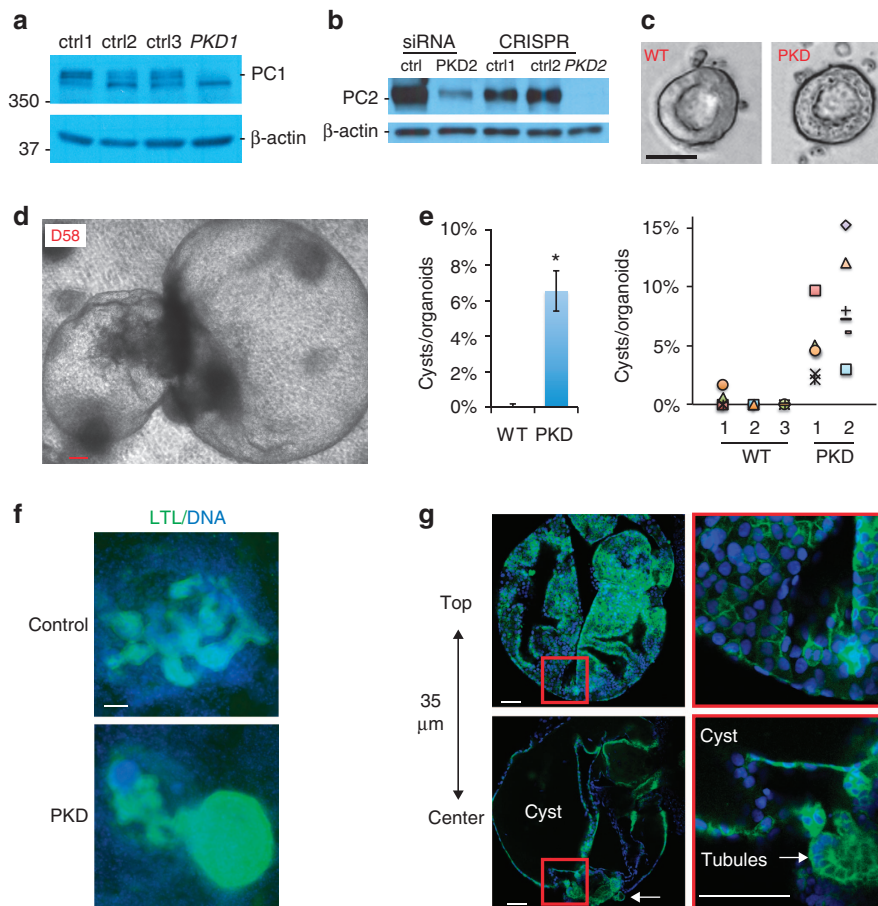 a
ctrl1 ctrl2 ctrl3 PKD1
PC1
350
37
β-actin
b
siRNA CRISPR
ctrl PKD2 ctrl1 ctrl2 PKD2
PC2
β-actin
c
WT
PKD
d
D58
e
10%
8%
6%
4%
2%
0%
Cysts/organoids
*
WT PKD
15%
10%
5%
0%
Cysts/organoids
1 2 3 1 2
WT PKD
f
LTL/DNA
Control
PKD
g
Top
35
μm
Center
Cyst
Cyst
Tubules